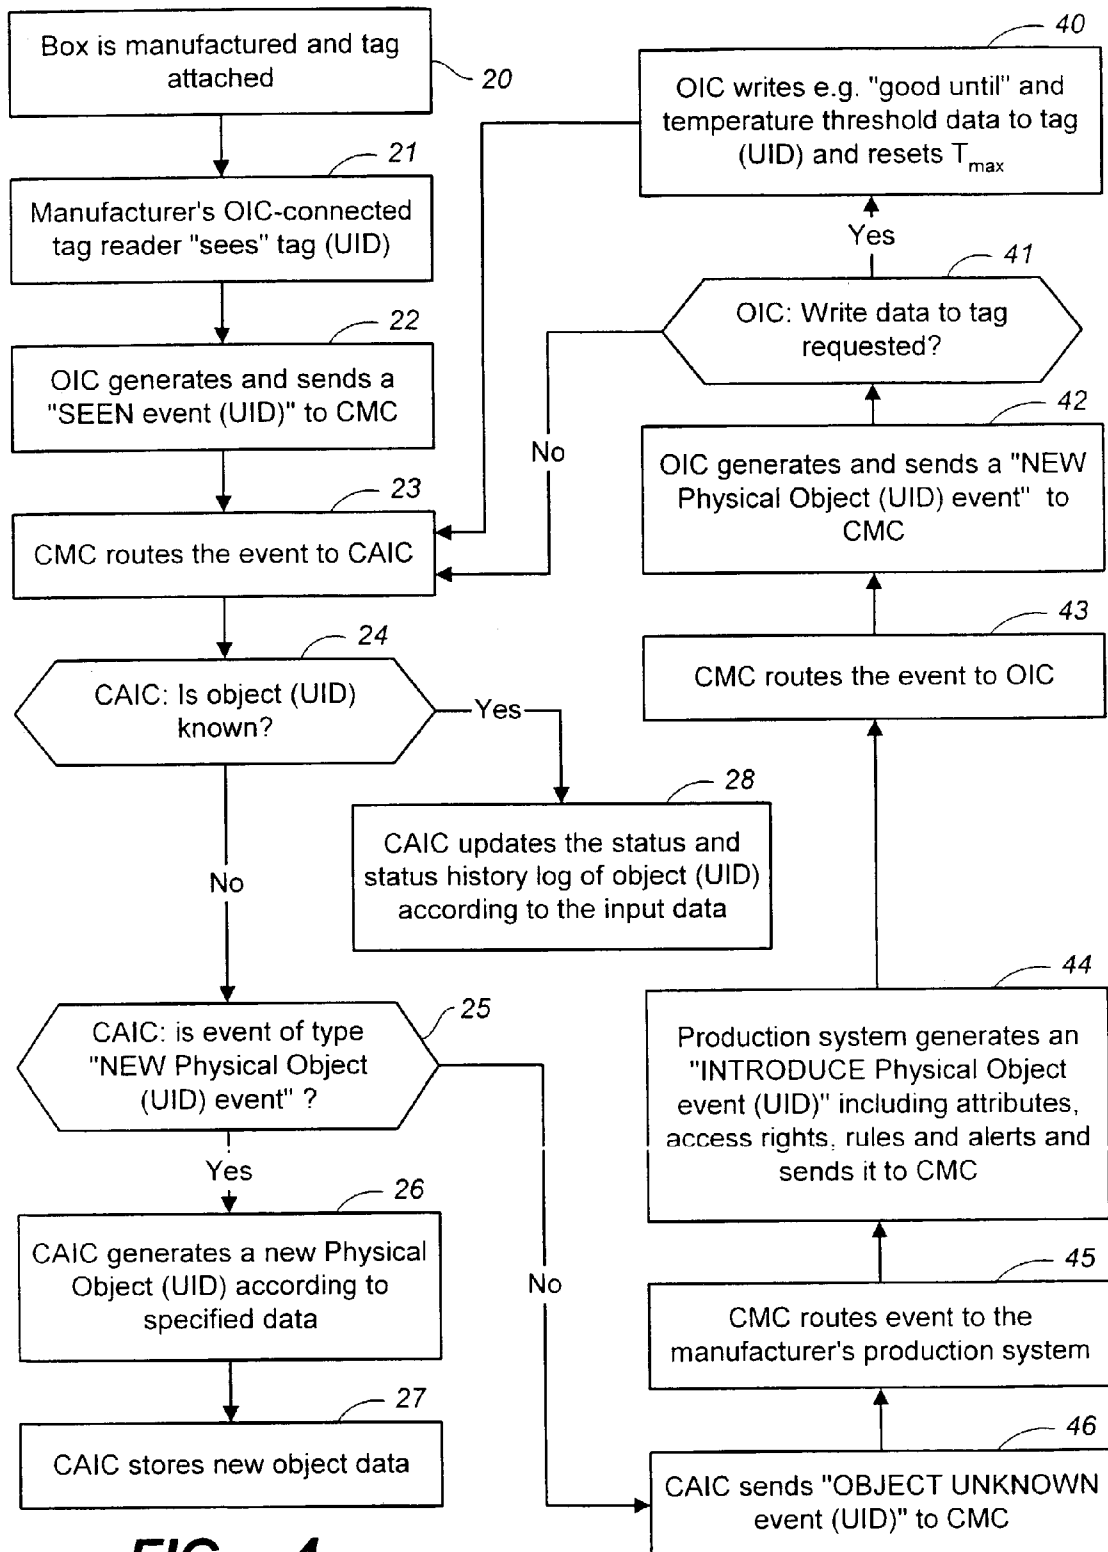 Box is manufactured and tag
attached
20
21
Manufacturer's OIC-connected
tag reader "sees" tag (UID)
22
OIC generates and sends a
"SEEN event (UID)" to CMC
23
CMC routes the event to CAIC
24
CAIC: Is object (UID)
known?
Yes
28
CAIC updates the status and
status history log of object (UID)
according to the input data
No
25
CAIC: is event of type
"NEW Physical Object
(UID) event" ?
Yes
26
CAIC generates a new Physical
Object (UID) according to
specified data
27
CAIC stores new object data
No
46
CAIC sends "OBJECT UNKNOWN
event (UID)" to CMC
45
CMC routes event to the
manufacturer's production system
44
Production system generates an
"INTRODUCE Physical Object
event (UID)" including attributes,
access rights, rules and alerts and
sends it to CMC
43
CMC routes the event to OIC
42
OIC generates and sends a "NEW
Physical Object (UID) event" to
CMC
41
OIC: Write data to tag
requested?
No
Yes
40
OIC writes e.g. "good until" and
temperature threshold data to tag
(UID) and resets Tmax
FIG. 4